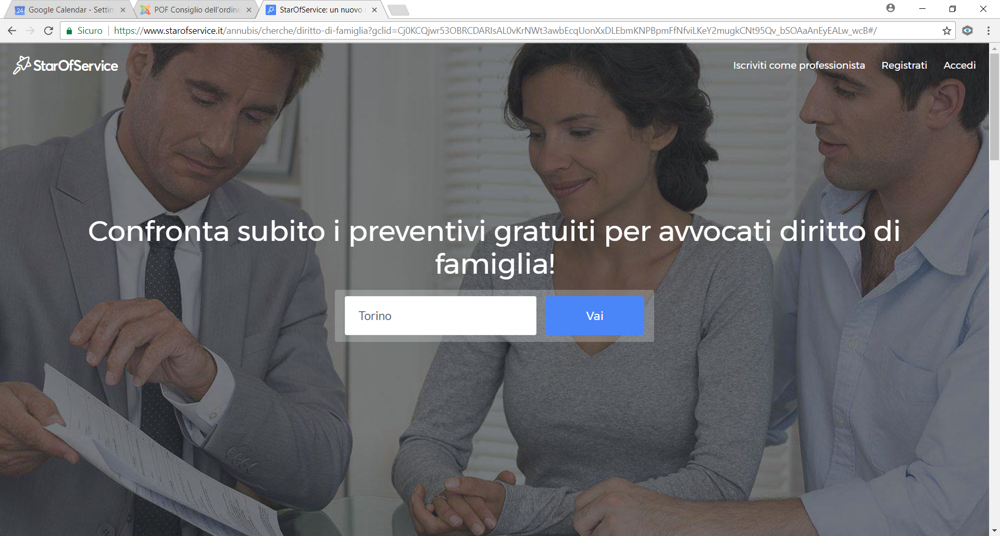 24 Google Calendar - Settim
POF Consiglio dell'ordine
StarOfService: un nuovo
Sicuro
https://www.starofservice.it/annubis/cherche/diritto-di-famiglia?gclid=Cj0KCQjwr53OBRCDARIsAL0vKrNWt3awbEcqUonXxDLEbmKNPBpmFfNfviLKeY2mugkCNt95Qv_bSOAaAnEyEALw_wcB#/
StarOfService
Iscriviti come professionista
Registrati
Accedi
Confronta subito i preventivi gratuiti per avvocati diritto di
famiglia!
Torino
Vai